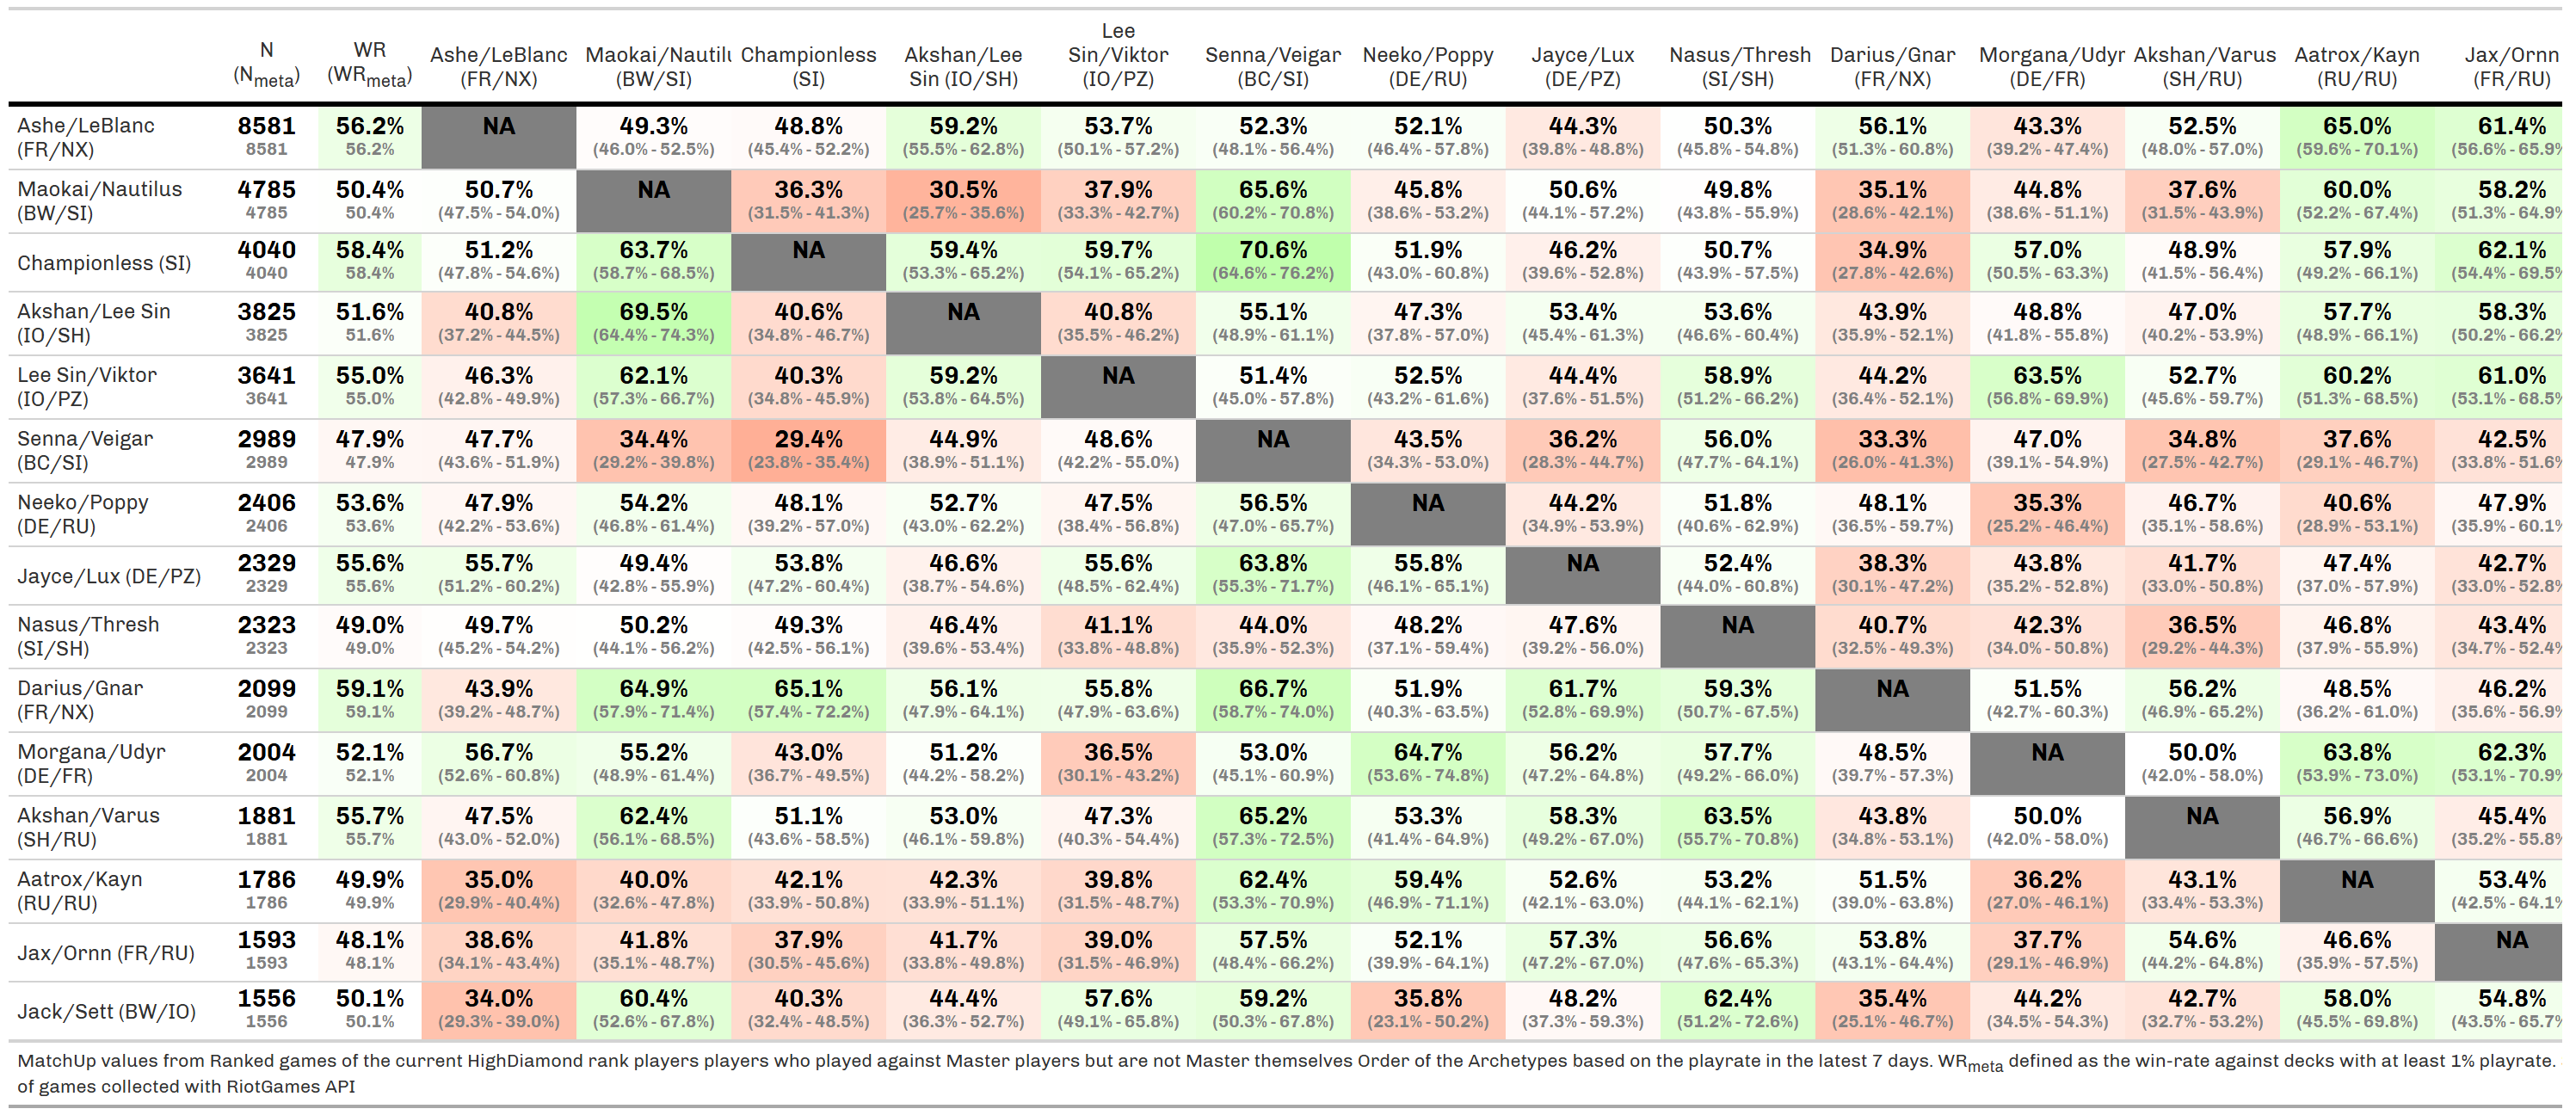 N (Nmeta) WR (WRmeta) Ashe/LeBlanc (FR/NX) Maokai/Nautilu (BW/SI) Championless (SI) Akshan/Lee Sin (IO/SH) Lee Sin/Viktor (IO/PZ) Senna/Veigar (BC/SI) Neeko/Poppy (DE/RU) Jayce/Lux (DE/PZ) Nasus/Thresh (SI/SH) Darius/Gnar (FR/NX) Morgana/Udyr (DE/FR) Akshan/Varus (SH/RU) Aatrox/Kayn (RU/RU) Jax/Ornn (FR/RU)
Ashe/LeBlanc 8581 56.2% NA 49.3% 48.8% 59.2% 53.7% 52.3% 52.1% 44.3% 50.3% 56.1% 43.3% 52.5% 65.0% 61.4%
(FR/NX) 8581 56.2% (46.0% - 52.5%) (45.4% - 52.2%) (55.5% - 62.8%) (50.1% - 57.2%) (48.1% - 56.4%) (46.4% - 57.8%) (39.8% - 48.8%) (45.8% - 54.8%) (51.3% - 60.8%) (39.2% - 47.4%) (48.0% - 57.0%) (59.6% - 70.1%) (56.6% - 65.9%
Maokai/Nautilus 4785 50.4% 50.7% NA 36.3% 30.5% 37.9% 65.6% 45.8% 50.6% 49.8% 35.1% 44.8% 37.6% 60.0% 58.2%
(BW/SI) 4785 50.4% (47.5% - 54.0%) (31.5% - 41.3%) (25.7% - 35.6%) (33.3% - 42.7%) (60.2% - 70.8%) (38.6% - 53.2%) (44.1% - 57.2%) (43.8% - 55.9%) (28.6% - 42.1%) (38.6% - 51.1%) (31.5% - 43.9%) (52.2% - 67.4%) (51.3% - 64.9%
Championless (SI) 4040 58.4% 51.2% 63.7% NA 59.4% 59.7% 70.6% 51.9% 46.2% 50.7% 34.9% 57.0% 48.9% 57.9% 62.1%
4040 58.4% (47.8% - 54.6%) (58.7% - 68.5%) (53.3% - 65.2%) (54.1% - 65.2%) (64.6% - 76.2%) (43.0% - 60.8%) (39.6% - 52.8%) (43.9% - 57.5%) (27.8% - 42.6%) (50.5% - 63.3%) (41.5% - 56.4%) (49.2% - 66.1%) (54.4% - 69.5%
Akshan/Lee Sin 3825 51.6% 40.8% 69.5% 40.6% NA 40.8% 55.1% 47.3% 53.4% 53.6% 43.9% 48.8% 47.0% 57.7% 58.3%
(IO/SH) 3825 51.6% (37.2% - 44.5%) (64.4% - 74.3%) (34.8% - 46.7%) (35.5% - 46.2%) (48.9% - 61.1%) (37.8% - 57.0%) (45.4% - 61.3%) (46.6% - 60.4%) (35.9% - 52.1%) (41.8% - 55.8%) (40.2% - 53.9%) (48.9% - 66.1%) (50.2% - 66.2%
Lee Sin/Viktor 3641 55.0% 46.3% 62.1% 40.3% 59.2% NA 51.4% 52.5% 44.4% 58.9% 44.2% 63.5% 52.7% 60.2% 61.0%
(IO/PZ) 3641 55.0% (42.8% - 49.9%) (57.3% - 66.7%) (34.8% - 45.9%) (53.8% - 64.5%) (45.0% - 57.8%) (43.2% - 61.6%) (37.6% - 51.5%) (51.2% - 66.2%) (36.4% - 52.1%) (56.8% - 69.9%) (45.6% - 59.7%) (51.3% - 68.5%) (53.1% - 68.5%
Senna/Veigar 2989 47.9% 47.7% 34.4% 29.4% 44.9% 48.6% NA 43.5% 36.2% 56.0% 33.3% 47.0% 34.8% 37.6% 42.5%
(BC/SI) 2989 47.9% (43.6% - 51.9%) (29.2% - 39.8%) (23.8% - 35.4%) (38.9% - 51.1%) (42.2% - 55.0%) (34.3% - 53.0%) (28.3% - 44.7%) (47.7% - 64.1%) (26.0% - 41.3%) (39.1% - 54.9%) (27.5% - 42.7%) (29.1% - 46.7%) (33.8% - 51.6%
Neeko/Poppy 2406 53.6% 47.9% 54.2% 48.1% 52.7% 47.5% 56.5% NA 44.2% 51.8% 48.1% 35.3% 46.7% 40.6% 47.9%
(DE/RU) 2406 53.6% (42.2% - 53.6%) (46.8% - 61.4%) (39.2% - 57.0%) (43.0% - 62.2%) (38.4% - 56.8%) (47.0% - 65.7%) (34.9% - 53.9%) (40.6% - 62.9%) (36.5% - 59.7%) (25.2% - 46.4%) (35.1% - 58.6%) (28.9% - 53.1%) (35.9% - 60.1%
Jayce/Lux (DE/PZ) 2329 55.6% 55.7% 49.4% 53.8% 46.6% 55.6% 63.8% 55.8% NA 52.4% 38.3% 43.8% 41.7% 47.4% 42.7%
2329 55.6% (51.2% - 60.2%) (42.8% - 55.9%) (47.2% - 60.4%) (38.7% - 54.6%) (48.5% - 62.4%) (55.3% - 71.7%) (46.1% - 65.1%) (44.0% - 60.8%) (30.1% - 47.2%) (35.2% - 52.8%) (33.0% - 50.8%) (37.0% - 57.9%) (33.0% - 52.8%
Nasus/Thresh 2323 49.0% 49.7% 50.2% 49.3% 46.4% 41.1% 44.0% 48.2% 47.6% NA 40.7% 42.3% 36.5% 46.8% 43.4%
(SI/SH) 2323 49.0% (45.2% - 54.2%) (44.1% - 56.2%) (42.5% - 56.1%) (39.6% - 53.4%) (33.8% - 48.8%) (35.9% - 52.3%) (37.1% - 59.4%) (39.2% - 56.0%) (32.5% - 49.3%) (34.0% - 50.8%) (29.2% - 44.3%) (37.9% - 55.9%) (34.7% - 52.4%
Darius/Gnar 2099 59.1% 43.9% 64.9% 65.1% 56.1% 55.8% 66.7% 51.9% 61.7% 59.3% NA 51.5% 56.2% 48.5% 46.2%
(FR/NX) 2099 59.1% (39.2% - 48.7%) (57.9% - 71.4%) (57.4% - 72.2%) (47.9% - 64.1%) (47.9% - 63.6%) (58.7% - 74.0%) (40.3% - 63.5%) (52.8% - 69.9%) (50.7% - 67.5%) (42.7% - 60.3%) (46.9% - 65.2%) (36.2% - 61.0%) (35.6% - 56.9%
Morgana/Udyr 2004 52.1% 56.7% 55.2% 43.0% 51.2% 36.5% 53.0% 64.7% 56.2% 57.7% 48.5% NA 50.0% 63.8% 62.3%
(DE/FR) 2004 52.1% (52.6% - 60.8%) (48.9% - 61.4%) (36.7% - 49.5%) (44.2% - 58.2%) (30.1% - 43.2%) (45.1% - 60.9%) (53.6% - 74.8%) (47.2% - 64.8%) (49.2% - 66.0%) (39.7% - 57.3%) (42.0% - 58.0%) (53.9% - 73.0%) (53.1% - 70.9%
Akshan/Varus 1881 55.7% 47.5% 62.4% 51.1% 53.0% 47.3% 65.2% 53.3% 58.3% 63.5% 43.8% 50.0% NA 56.9% 45.4%
(SH/RU) 1881 55.7% (43.0% - 52.0%) (56.1% - 68.5%) (43.6% - 58.5%) (46.1% - 59.8%) (40.3% - 54.4%) (57.3% - 72.5%) (41.4% - 64.9%) (49.2% - 67.0%) (55.7% - 70.8%) (34.8% - 53.1%) (42.0% - 58.0%) (46.7% - 66.6%) (35.2% - 55.8%
Aatrox/Kayn 1786 49.9% 35.0% 40.0% 42.1% 42.3% 39.8% 62.4% 59.4% 52.6% 53.2% 51.5% 36.2% 43.1% NA 53.4%
(RU/RU) 1786 49.9% (29.9% - 40.4%) (32.6% - 47.8%) (33.9% - 50.8%) (33.9% - 51.1%) (31.5% - 48.7%) (53.3% - 70.9%) (46.9% - 71.1%) (42.1% - 63.0%) (44.1% - 62.1%) (39.0% - 63.8%) (27.0% - 46.1%) (33.4% - 53.3%) (42.5% - 64.1%
Jax/Ornn (FR/RU) 1593 48.1% 38.6% 41.8% 37.9% 41.7% 39.0% 57.5% 52.1% 57.3% 56.6% 53.8% 37.7% 54.6% 46.6% NA
1593 48.1% (34.1% - 43.4%) (35.1% - 48.7%) (30.5% - 45.6%) (33.8% - 49.8%) (31.5% - 46.9%) (48.4% - 66.2%) (39.9% - 64.1%) (47.2% - 67.0%) (47.6% - 65.3%) (43.1% - 64.4%) (29.1% - 46.9%) (44.2% - 64.8%) (35.9% - 57.5%)
Jack/Sett (BW/IO) 1556 50.1% 34.0% 60.4% 40.3% 44.4% 57.6% 59.2% 35.8% 48.2% 62.4% 35.4% 44.2% 42.7% 58.0% 54.8%
1556 50.1% (29.3% - 39.0%) (52.6% - 67.8%) (32.4% - 48.5%) (36.3% - 52.7%) (49.1% - 65.8%) (50.3% - 67.8%) (23.1% - 50.2%) (37.3% - 59.3%) (51.2% - 72.6%) (25.1% - 46.7%) (34.5% - 54.3%) (32.7% - 53.2%) (45.5% - 69.8%) (43.5% - 65.7%
MatchUp values from Ranked games of the current HighDiamond rank players players who played against Master players but are not Master themselves Order of the Archetypes based on the playrate in the latest 7 days. WRmeta defined as the win-rate against decks with at least 1% playrate.
of games collected with RiotGames API